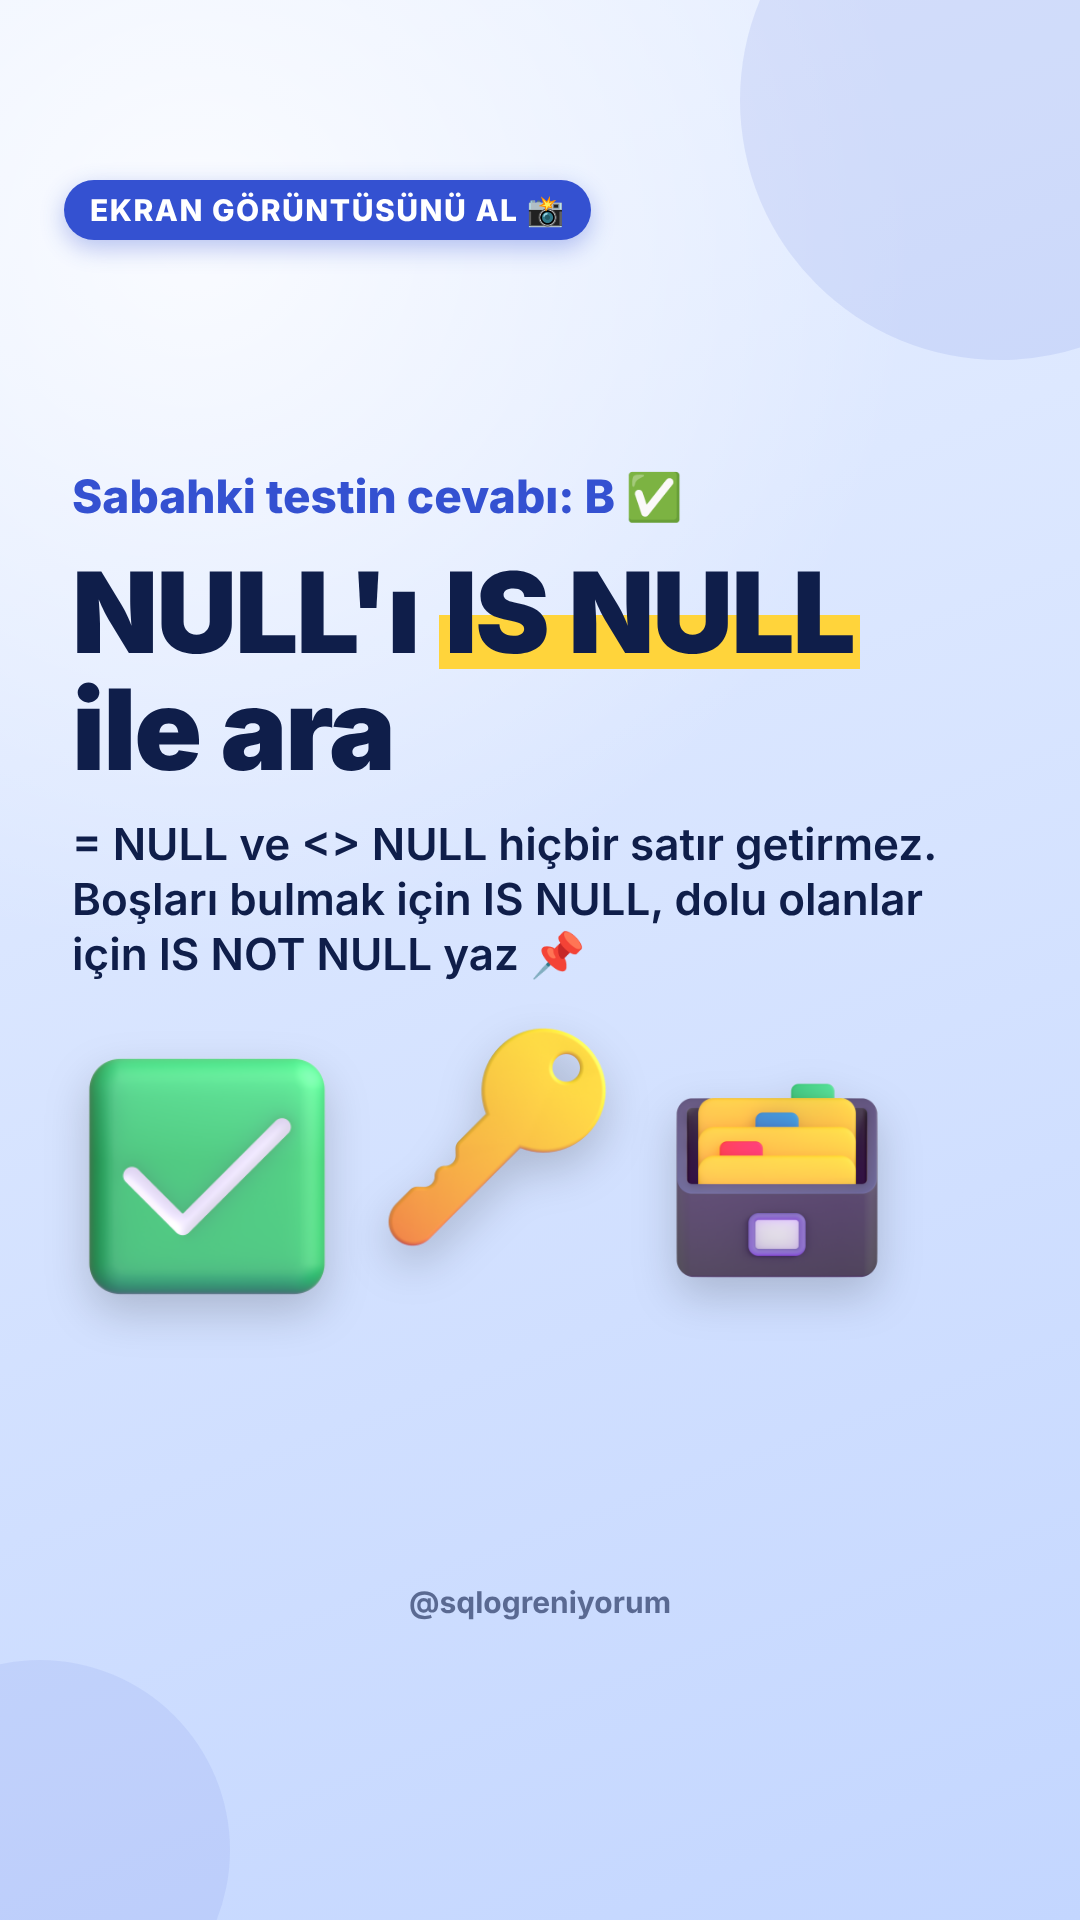 EKRAN GÖRÜNTÜSÜNÜ AL 📸
Sabahki testin cevabı: B ✅
NULL'ı IS NULL
ile ara
= NULL ve <> NULL hiçbir satır getirmez.
Boşları bulmak için IS NULL, dolu olanlar
için IS NOT NULL yaz 📌
@sqlogreniyorum